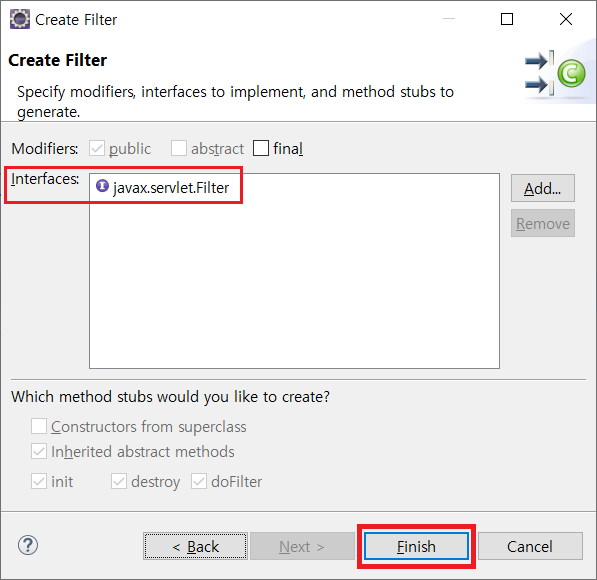 Create Filter
Create Filter
Specify modifiers, interfaces to implement, and method stubs to
generate.
Modifiers: public abstract final
Interfaces: javax.servlet.Filter Add...
Remove
Which method stubs would you like to create?
Constructors from superclass
Inherited abstract methods
init destroy doFilter
? < Back Next > Finish Cancel